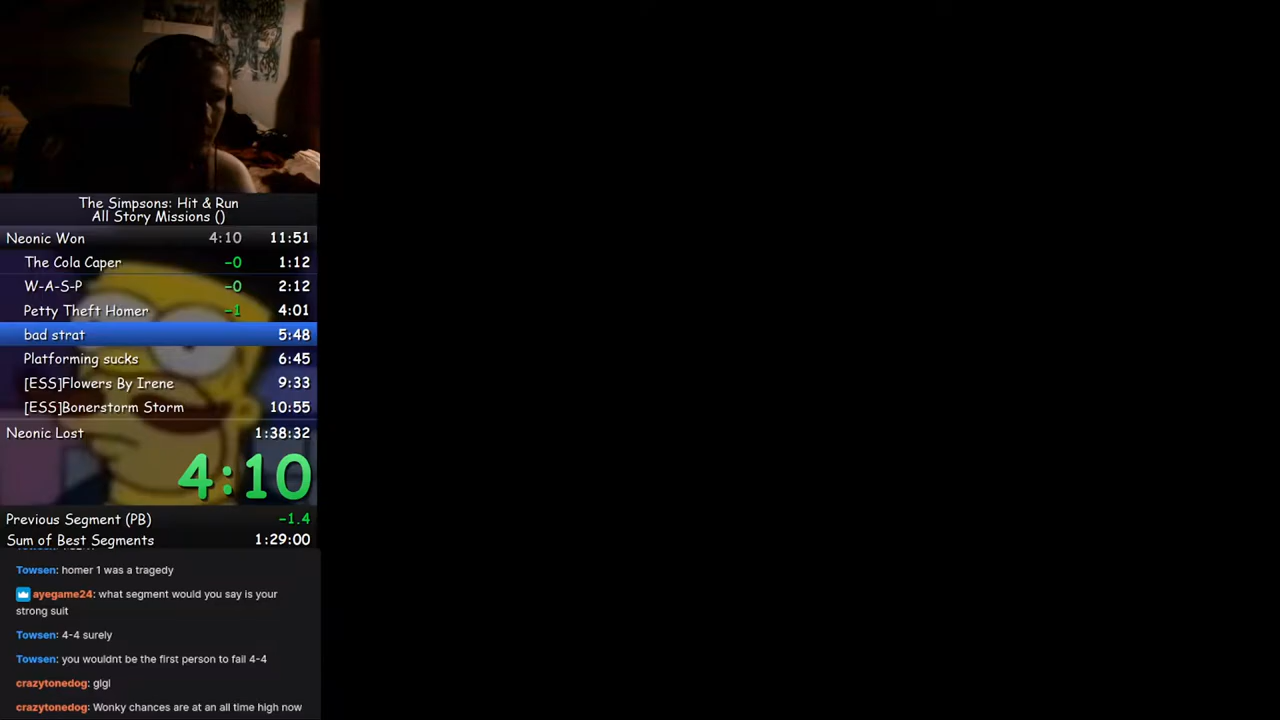 The Simpsons: Hit & Run
All Story Missions ()
Neonic Won 4:10 11:51
The Cola Caper -0 1:12
W-A-S-P -0 2:12
Petty Theft Homer -1 4:01
bad strat 5:48
Platforming sucks 6:45
[ESS]Flowers By Irene 9:33
[ESS]Bonerstorm Storm 10:55
Neonic Lost 1:38:32
4:10
Previous Segment (PB) -1.4
Sum of Best Segments 1:29:00
Towsen: homer 1 was a tragedy
ayegame24: what segment would you say is your
strong suit
Towsen: 4-4 surely
Towsen: you wouldnt be the first person to fail 4-4
crazytonedog: glgl
crazytonedog: Wonky chances are at an all time high now